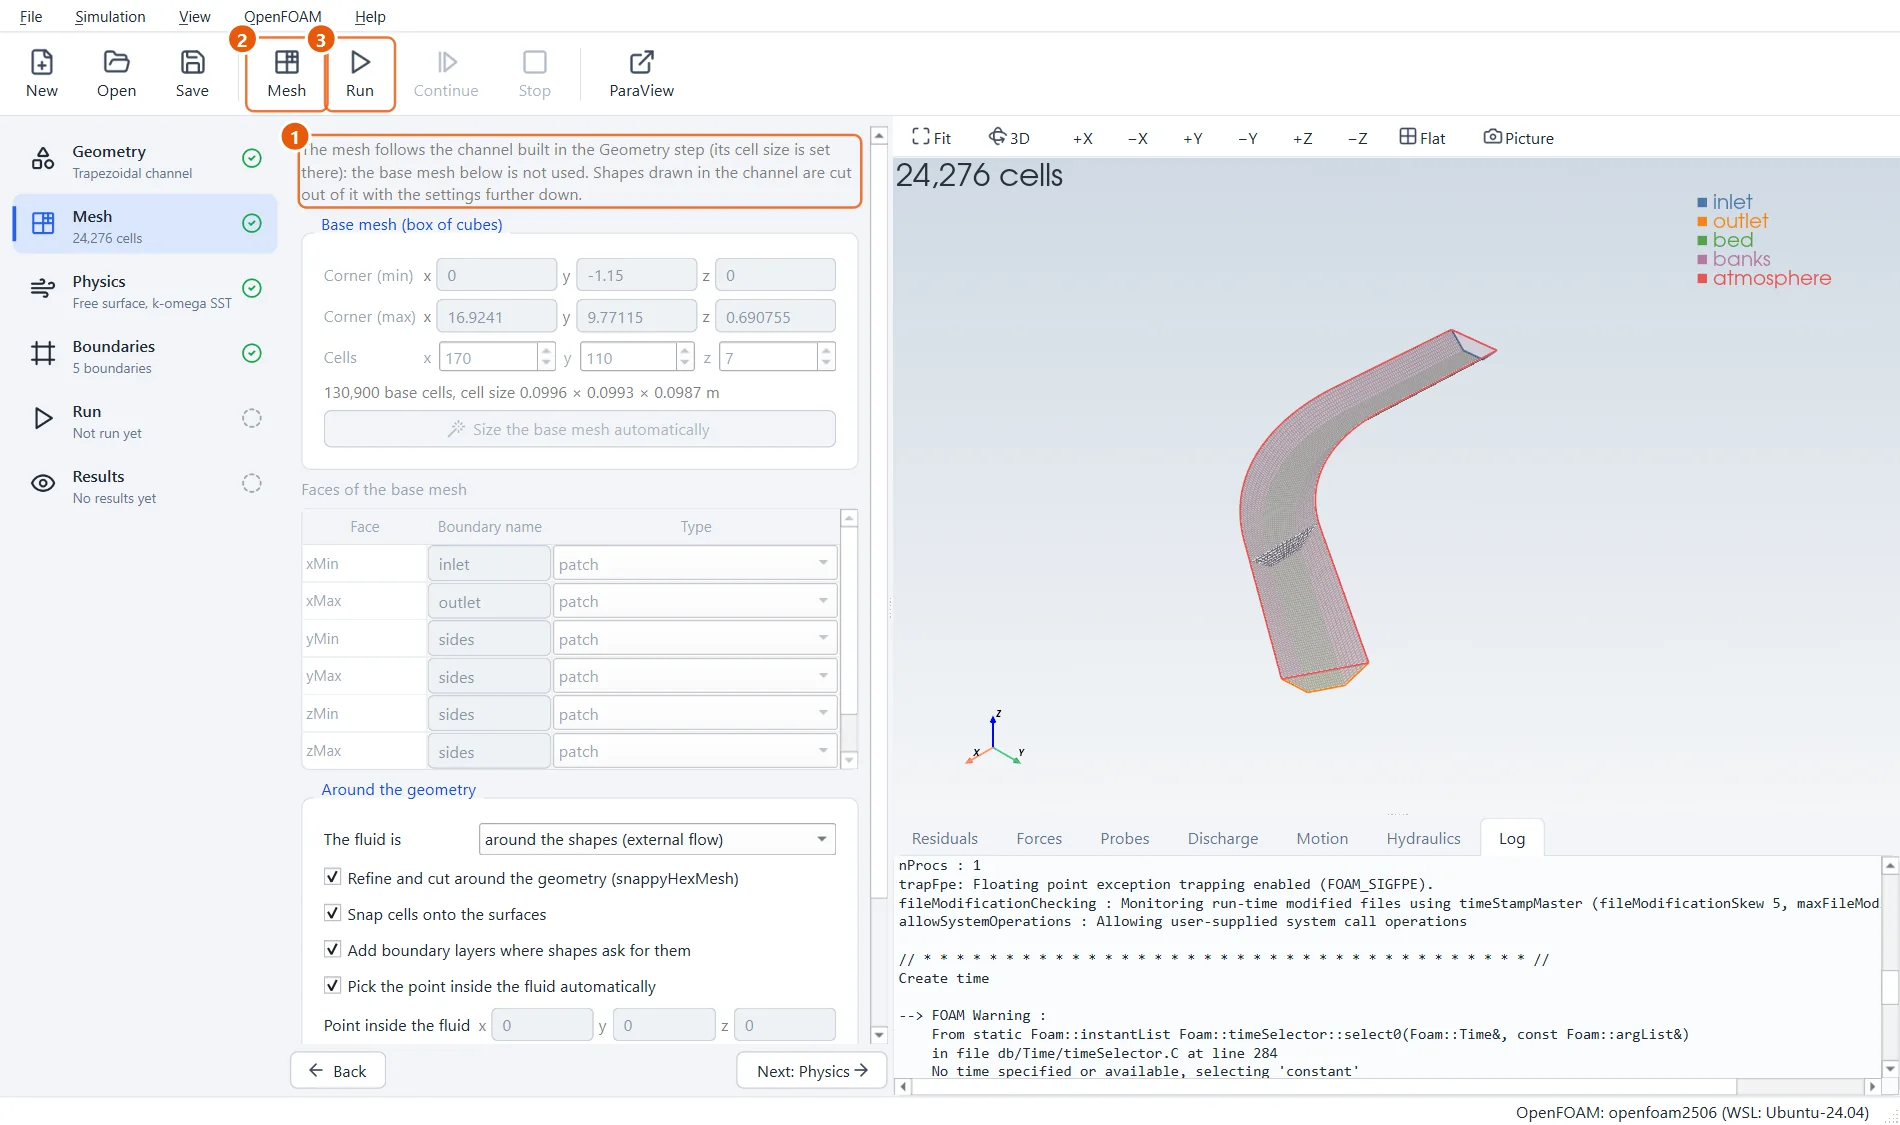 File Simulation View OpenFOAM Help
2 3
New Open Save Mesh Run Continue Stop ParaView
1
The mesh follows the channel built in the Geometry step (its cell size is set
there): the base mesh below is not used. Shapes drawn in the channel are cut
out of it with the settings further down.
Geometry
Trapezoidal channel
Mesh
24,276 cells
Physics
Free surface, k-omega SST
Boundaries
5 boundaries
Run
Not run yet
Results
No results yet
Base mesh (box of cubes)
Corner (min) x 0 y -1.15 z 0
Corner (max) x 16.9241 y 9.77115 z 0.690755
Cells x 170 y 110 z 7
130,900 base cells, cell size 0.0996 × 0.0993 × 0.0987 m
Size the base mesh automatically
Faces of the base mesh
Face Boundary name Type
xMin inlet patch
xMax outlet patch
yMin sides patch
yMax sides patch
zMin sides patch
zMax sides patch
Around the geometry
The fluid is around the shapes (external flow)
Refine and cut around the geometry (snappyHexMesh)
Snap cells onto the surfaces
Add boundary layers where shapes ask for them
Pick the point inside the fluid automatically
Point inside the fluid x 0 y 0 z 0
Back Next: Physics
Fit 3D +X −X +Y −Y +Z −Z Flat Picture
24,276 cells
inlet
outlet
bed
banks
atmosphere
Z
X Y
Residuals Forces Probes Discharge Motion Hydraulics Log
nProcs : 1
trapFpe: Floating point exception trapping enabled (FOAM_SIGFPE).
fileModificationChecking : Monitoring run-time modified files using timeStampMaster (fileModificationSkew 5, maxFileMod
allowSystemOperations : Allowing user-supplied system call operations
// * * * * * * * * * * * * * * * * * * * * * * * * * * * * * * * * * * * * * //
Create time
--> FOAM Warning :
From static Foam::instantList Foam::timeSelector::select0(Foam::Time&, const Foam::argList&)
in file db/Time/timeSelector.C at line 284
No time specified or available, selecting 'constant'
OpenFOAM: openfoam2506 (WSL: Ubuntu-24.04)